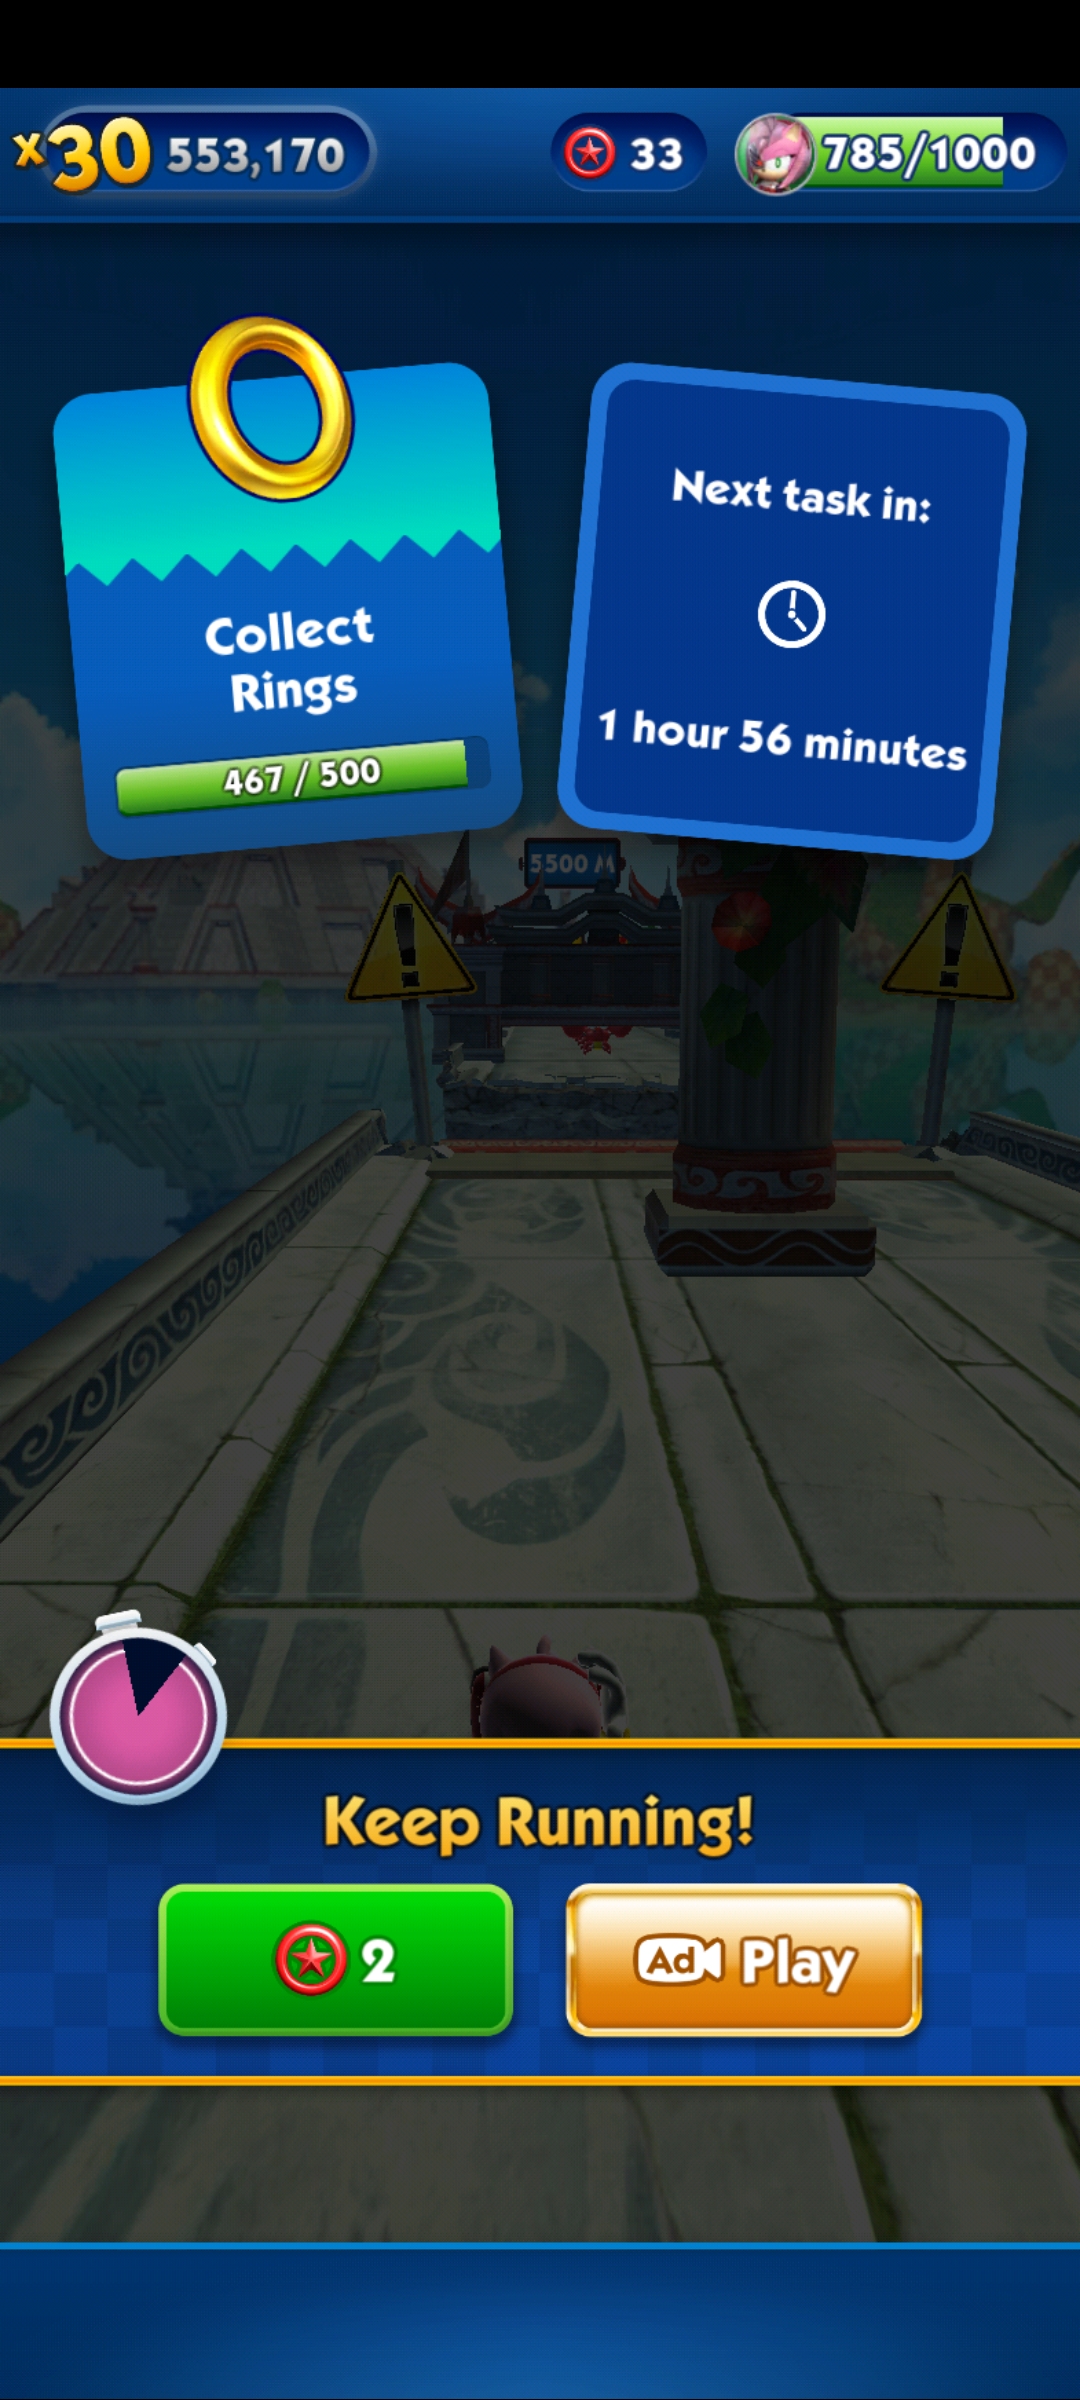 x30 553,170
33
785/1000
Collect
Rings
467 / 500
Next task in:
1 hour 56 minutes
5500 M
Keep Running!
2
Ad Play